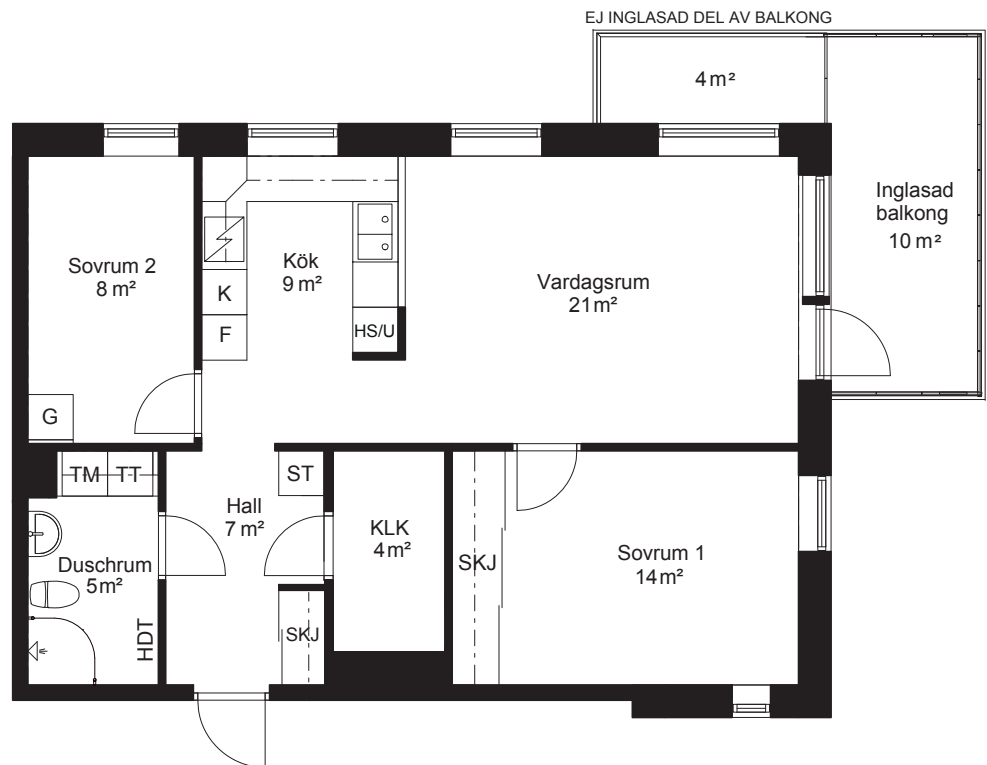 EJ INGLASAD DEL AV BALKONG
4 m²
Inglasad
balkong
10 m²
Sovrum 2
8 m²
Kök
9 m²
Vardagsrum
21 m²
K
F
HS/U
G
TM
TT
ST
Hall
7 m²
KLK
4 m²
SKJ
Sovrum 1
14 m²
Duschrum
5 m²
HDT
SKJ